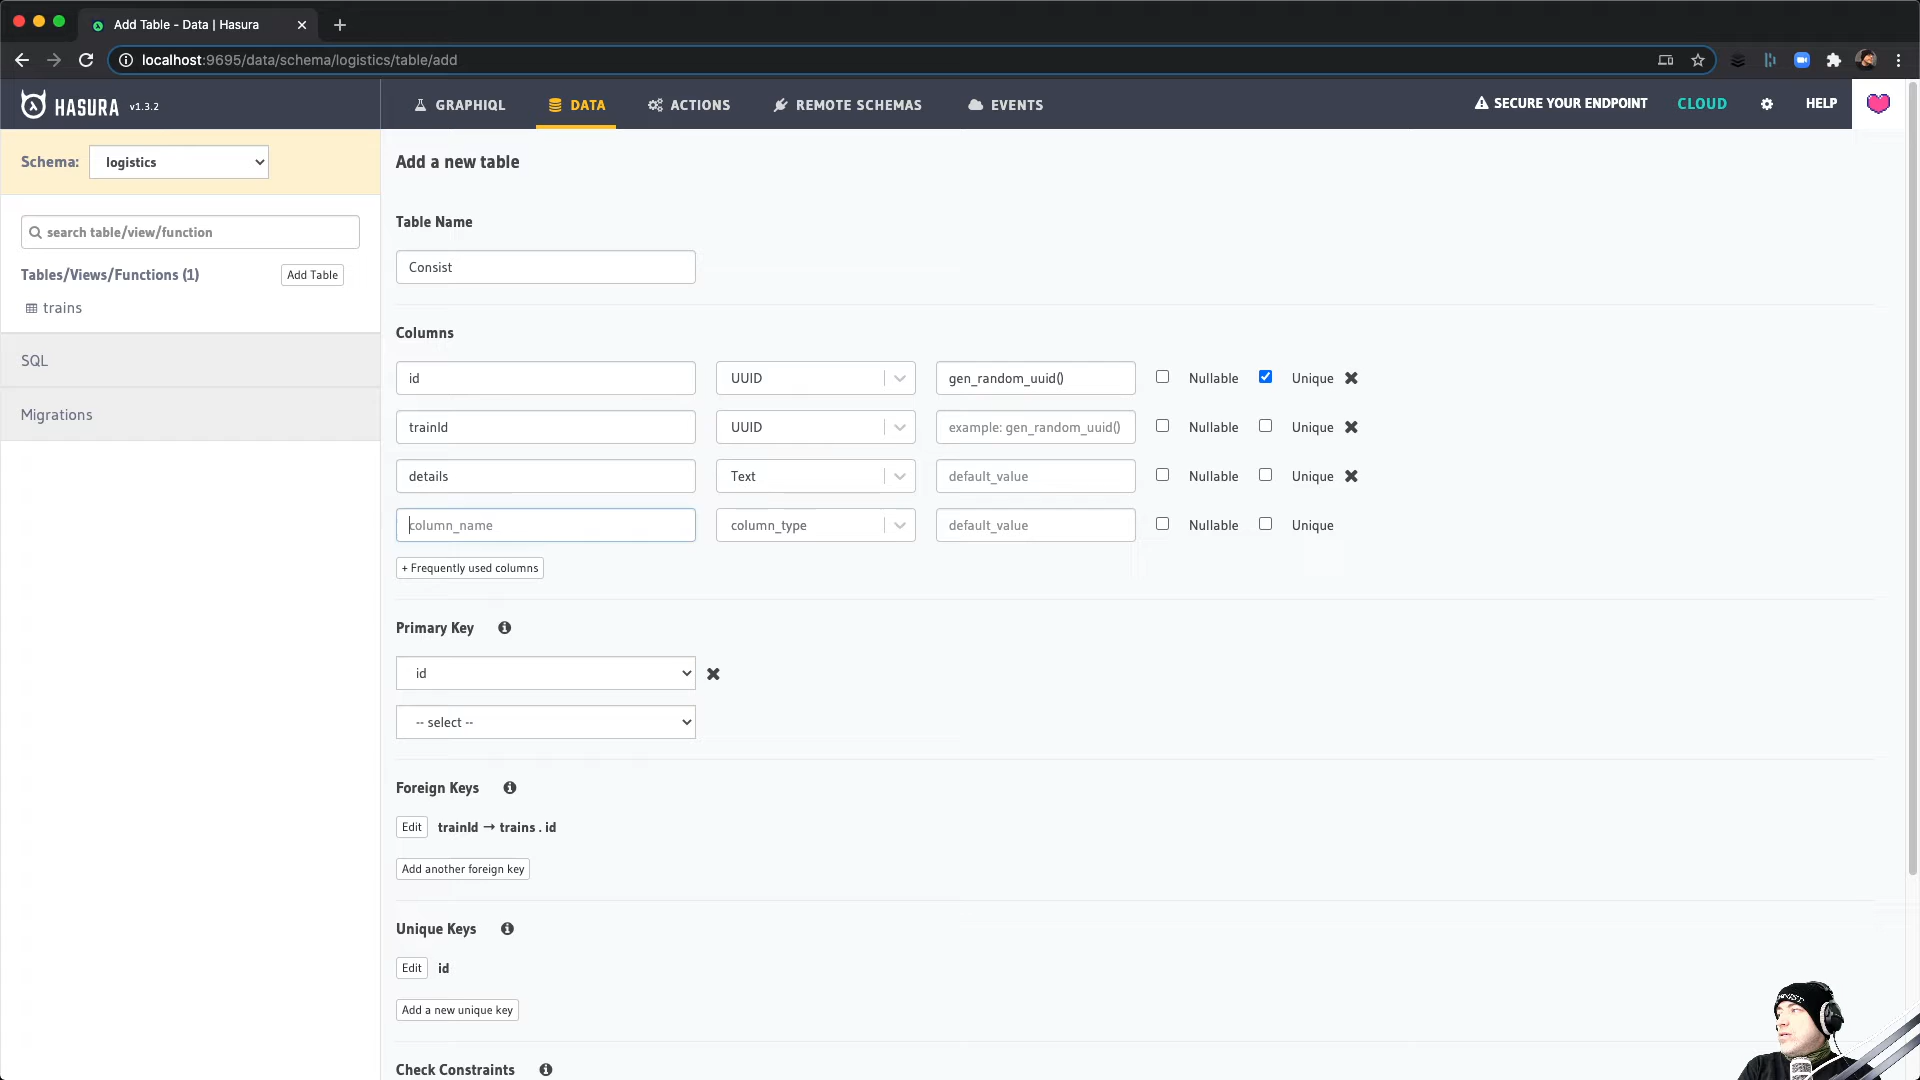 Add Table - Data | Hasura
localhost:9695/data/schema/logistics/table/add
HASURA v1.3.2
GRAPHIQL DATA ACTIONS REMOTE SCHEMAS EVENTS
SECURE YOUR ENDPOINT CLOUD HELP
Schema: logistics
search table/view/function
Tables/Views/Functions (1) Add Table
trains
SQL
Migrations
Add a new table
Table Name
Consist
Columns
id UUID gen_random_uuid() Nullable Unique
trainId UUID example: gen_random_uuid() Nullable Unique
details Text default_value Nullable Unique
column_name column_type default_value Nullable Unique
+ Frequently used columns
Primary Key
id
-- select --
Foreign Keys
Edit trainId → trains . id
Add another foreign key
Unique Keys
Edit id
Add a new unique key
Check Constraints